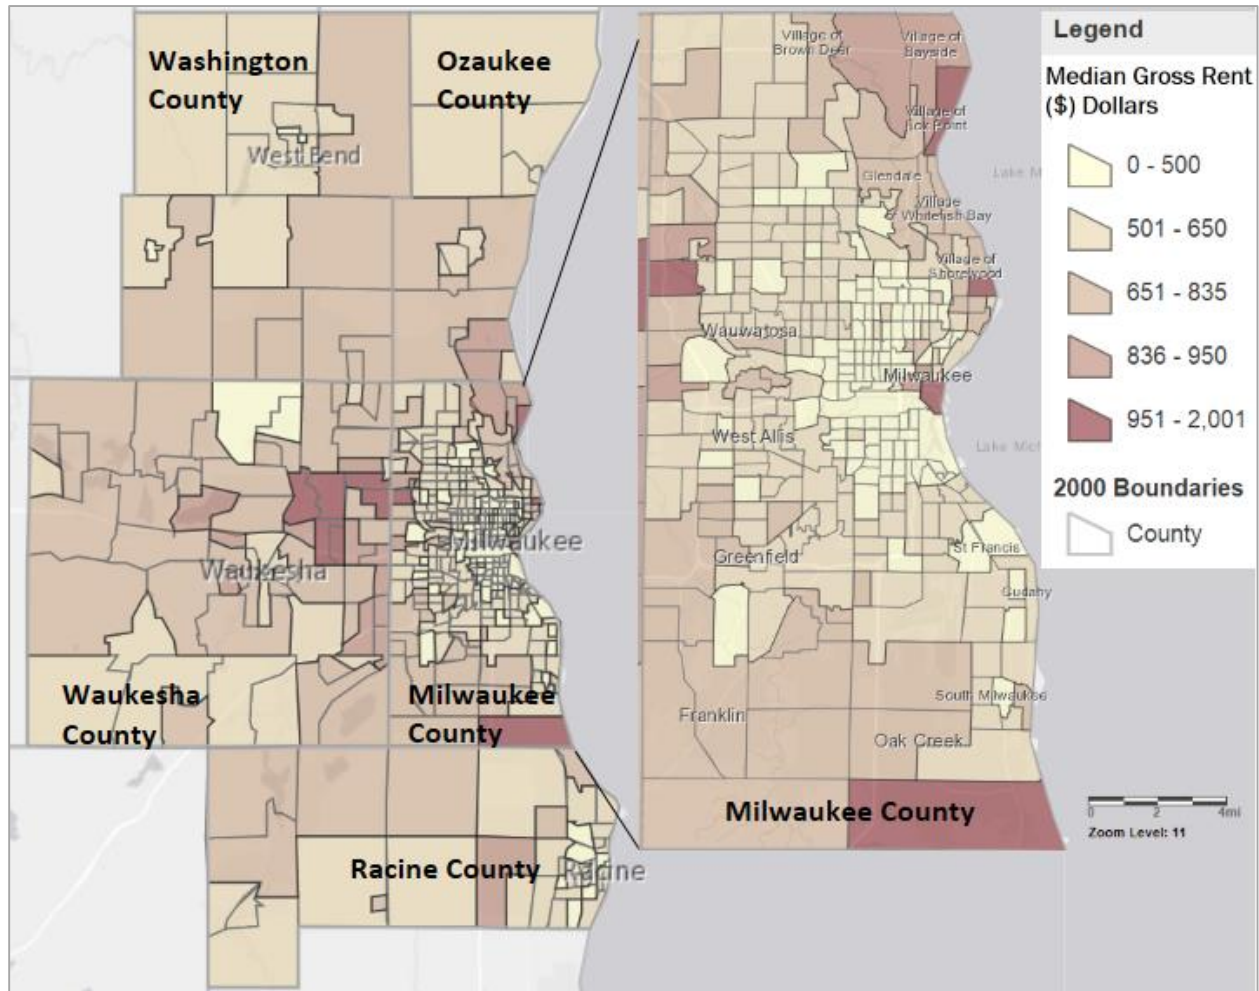 Washington
County
Ozaukee
County
West Bend
Waukesha
Milwaukee
Waukesha
County
Milwaukee
County
Racine County
Racine
Village of
Brown Deer
Village of
Bayside
Village of
Fox Point
Lake M
Glendale
Village
of Whitefish Bay
Village of
Shorewood
Wauwatosa
Milwaukee
West Allis
Lake Mich
Greenfield
St Francis
Cudahy
South Milwaukee
Franklin
Oak Creek
Milwaukee County
Legend
Median Gross Rent
($) Dollars
0 - 500
501 - 650
651 - 835
836 - 950
951 - 2,001
2000 Boundaries
County
0 2 4mi
Zoom Level: 11